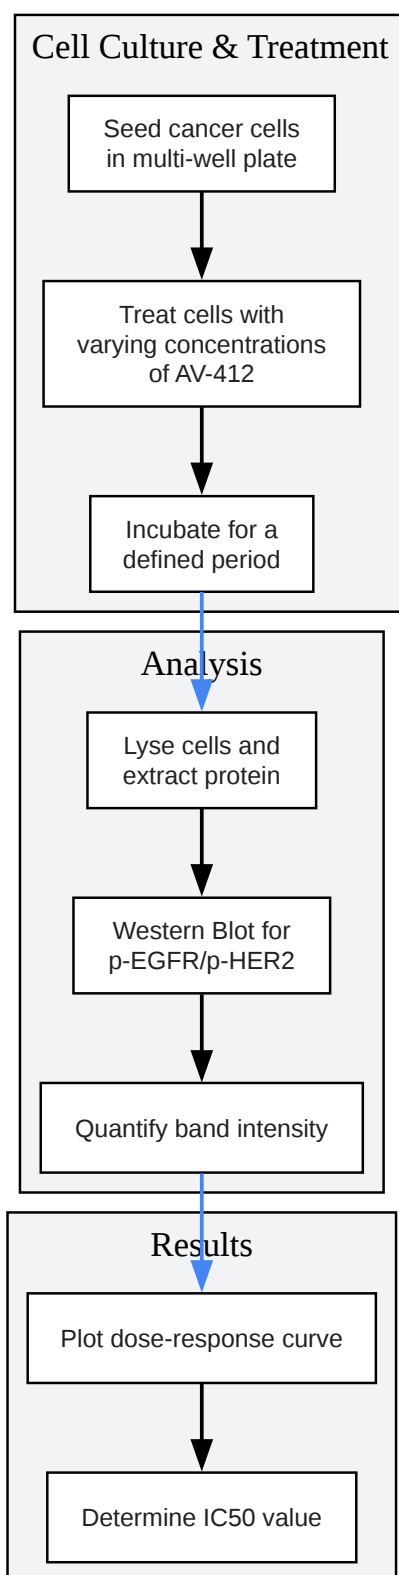 Cell Culture & Treatment
Seed cancer cells
in multi-well plate
Treat cells with
varying concentrations
of AV-412
Incubate for a
defined period
Analysis
Lyse cells and
extract protein
Western Blot for
p-EGFR/p-HER2
Quantify band intensity
Results
Plot dose-response curve
Determine IC50 value